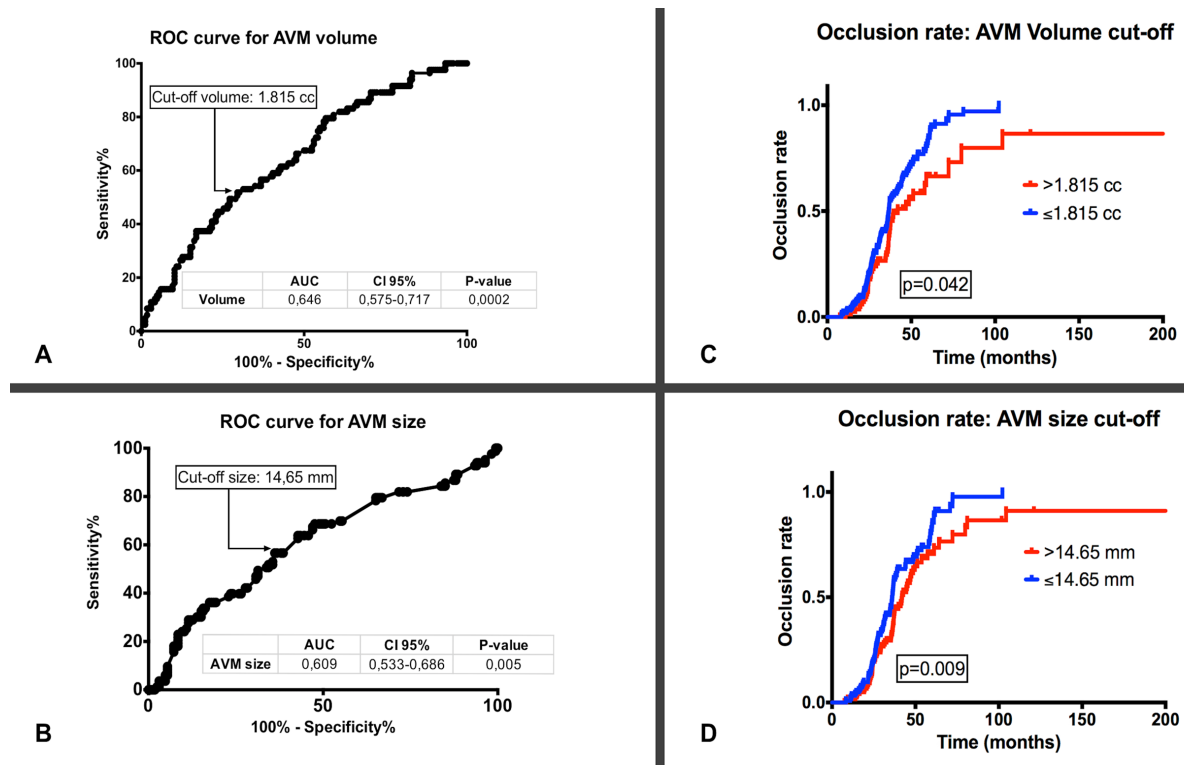 ROC curve for AVM volume
100
80
60
40
20
0
Sensitivity%
Cut-off volume: 1.815 cc
AUC CI 95% P-value
Volume 0,646 0,575-0,717 0,0002
0 50 100
100% - Specificity%
A
Occlusion rate: AVM Volume cut-off
1.0
0.5
0.0
Occlusion rate
>1.815 cc
≤1.815 cc
p=0.042
0 50 100 150 200
Time (months)
C
ROC curve for AVM size
100
80
60
40
20
0
Sensitivity%
Cut-off size: 14,65 mm
AUC CI 95% P-value
AVM size 0,609 0,533-0,686 0,005
0 50 100
100% - Specificity%
B
Occlusion rate: AVM size cut-off
1.0
0.5
0.0
Occlusion rate
>14.65 mm
≤14.65 mm
p=0.009
0 50 100 150 200
Time (months)
D